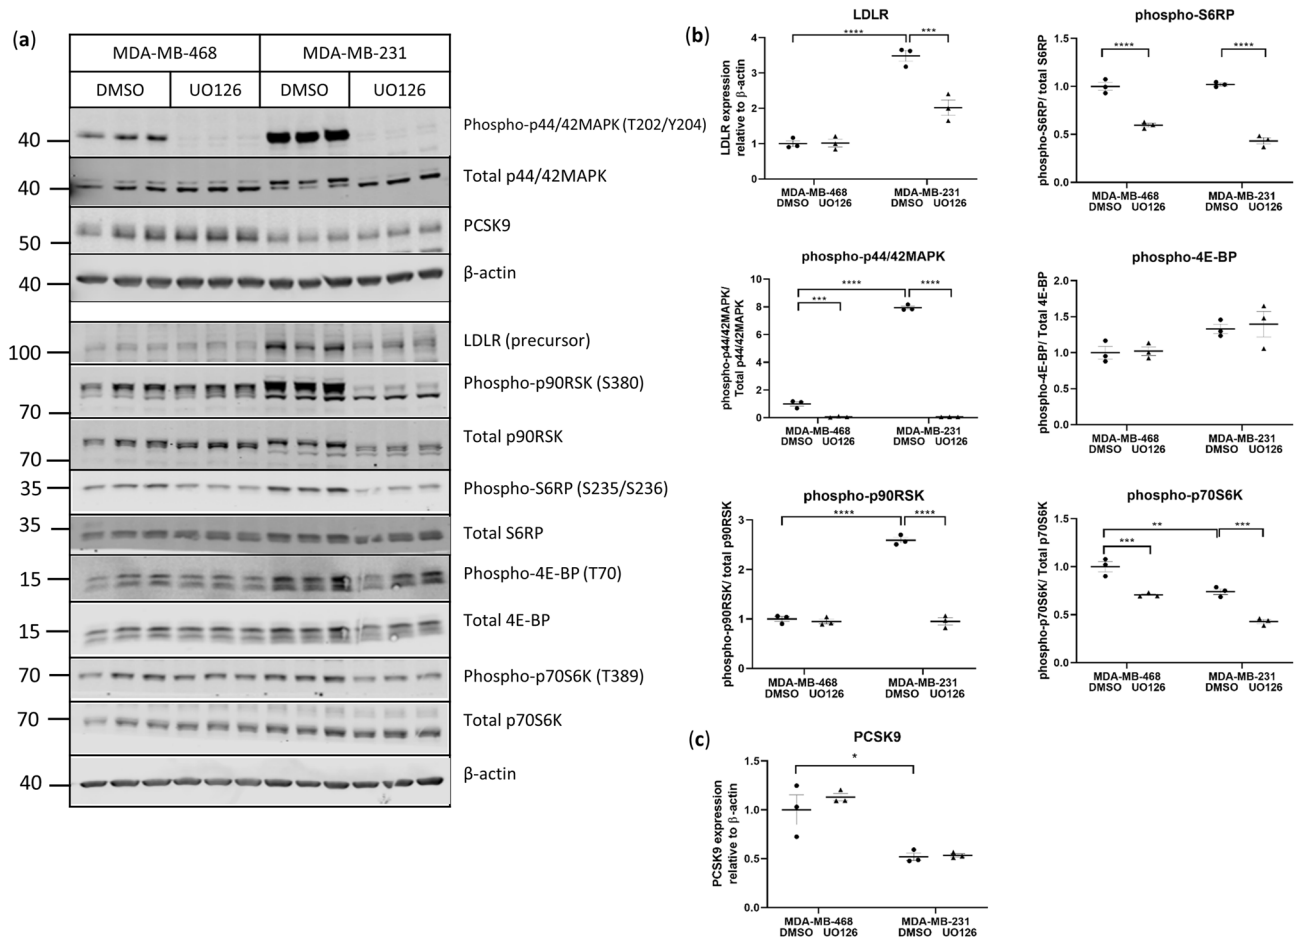 (a)
MDA-MB-468 MDA-MB-231
DMSO UO126 DMSO UO126
40 Phospho-p44/42MAPK (T202/Y204)
40 Total p44/42MAPK
50 PCSK9
40 β-actin
100 LDLR (precursor)
70 Phospho-p90RSK (S380)
70 Total p90RSK
35 Phospho-S6RP (S235/S236)
35 Total S6RP
15 Phospho-4E-BP (T70)
15 Total 4E-BP
70 Phospho-p70S6K (T389)
70 Total p70S6K
40 β-actin
(b)
LDLR
LDLR expression
relative to β-actin
5
4
3
2
1
0
**** ***
MDA-MB-468 MDA-MB-231
DMSO UO126 DMSO UO126
phospho-S6RP
phospho-S6RP/ total S6RP
1.5
1.0
0.5
0.0
**** ****
MDA-MB-468 MDA-MB-231
DMSO UO126 DMSO UO126
phospho-p44/42MAPK
phospho-p44/42MAPK/
Total p44/42MAPK
10
8
6
4
2
0
**** ****
***
MDA-MB-468 MDA-MB-231
DMSO UO126 DMSO UO126
phospho-4E-BP
phospho-4E-BP/ Total 4E-BP
2.0
1.5
1.0
0.5
0.0
MDA-MB-468 MDA-MB-231
DMSO UO126 DMSO UO126
phospho-p90RSK
phospho-p90RSK/ total p90RSK
3
2
1
0
**** ****
MDA-MB-468 MDA-MB-231
DMSO UO126 DMSO UO126
phospho-p70S6K
phospho-p70S6K/ Total p70S6K
1.5
1.0
0.5
0.0
** ***
***
MDA-MB-468 MDA-MB-231
DMSO UO126 DMSO UO126
(c)
PCSK9
PCSK9 expression
relative to β-actin
1.5
1.0
0.5
0.0
*
MDA-MB-468 MDA-MB-231
DMSO UO126 DMSO UO126